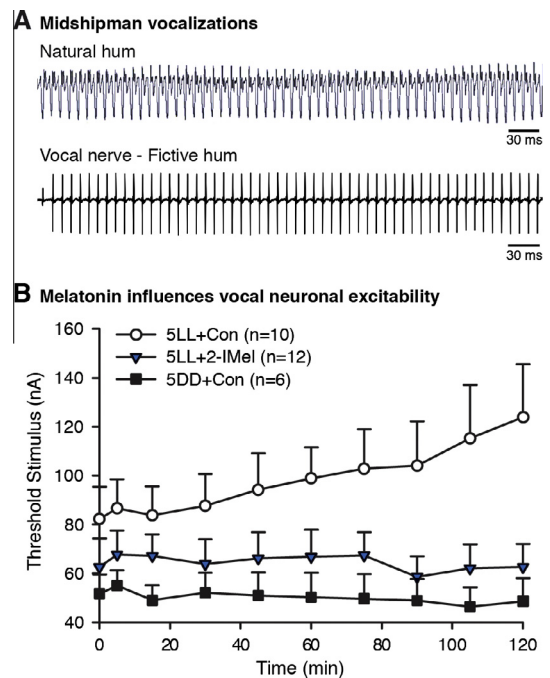 A Midshipman vocalizations
Natural hum
30 ms
Vocal nerve - Fictive hum
30 ms
B Melatonin influences vocal neuronal excitability
160
140
120
100
80
60
40
Threshold Stimulus (nA)
5LL+Con (n=10)
5LL+2-IMel (n=12)
5DD+Con (n=6)
0 20 40 60 80 100 120
Time (min)